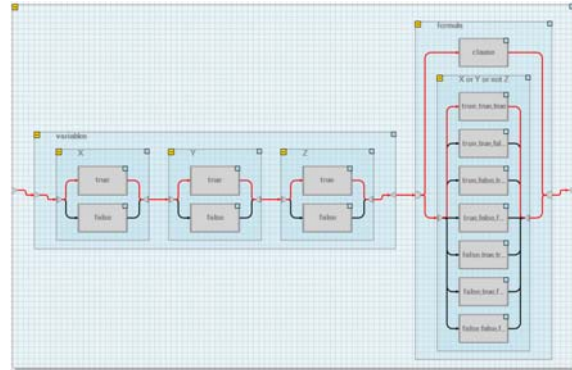 formula
clause
X or Y or not Z
true,true,true
true,true,fal...
variables
X
Y
Z
true,false,tr...
true
true
true
false
false
false
true,false,f...
false,true,tr...
false,true,f...
false,false,f...